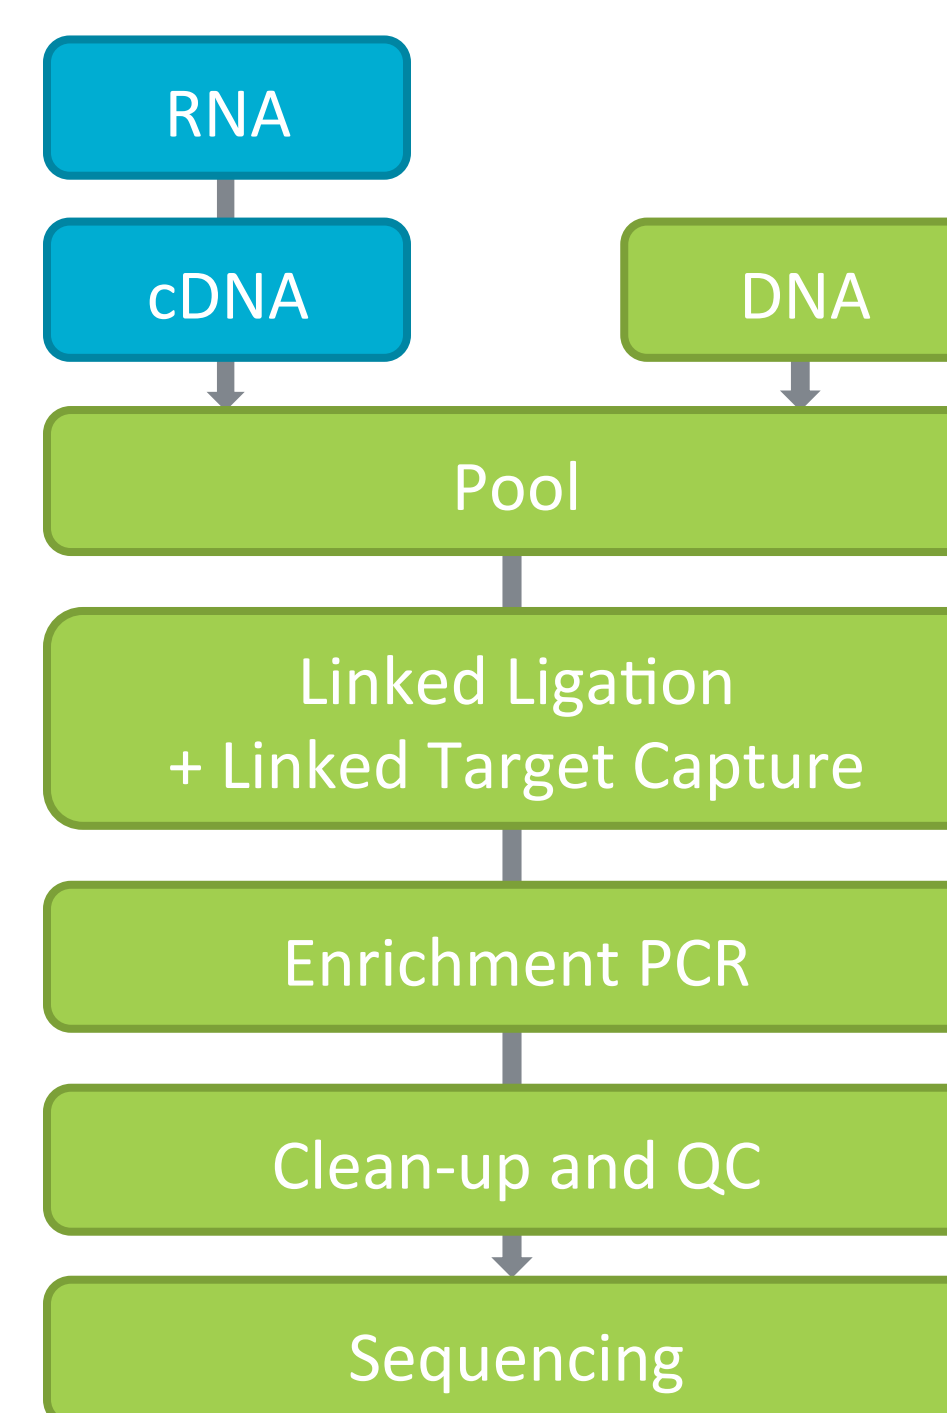 RNA
cDNA
DNA
Pool
Linked Ligation
+ Linked Target Capture
Enrichment PCR
Clean-up and QC
Sequencing